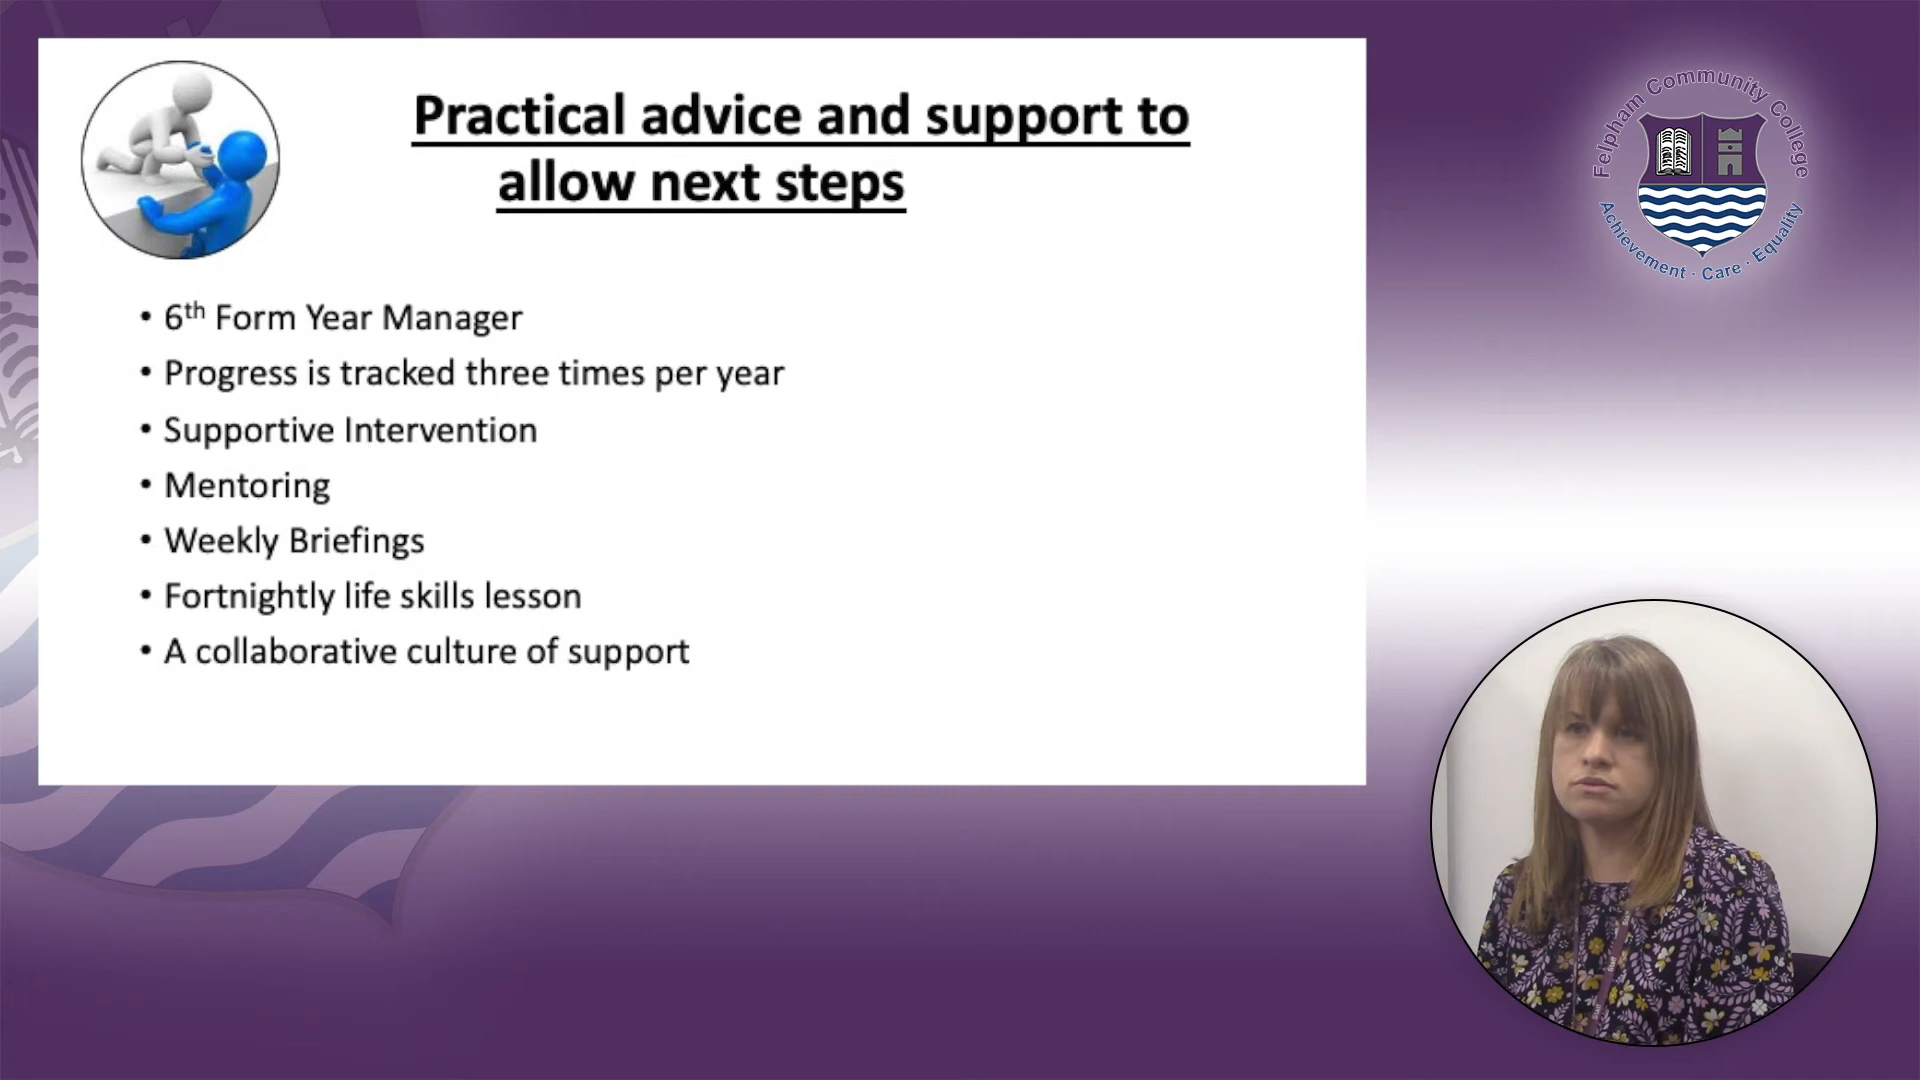 Practical advice and support to
allow next steps
• 6th Form Year Manager
• Progress is tracked three times per year
• Supportive Intervention
• Mentoring
• Weekly Briefings
• Fortnightly life skills lesson
• A collaborative culture of support
Felpham Community College
Achievement · Care · Equality